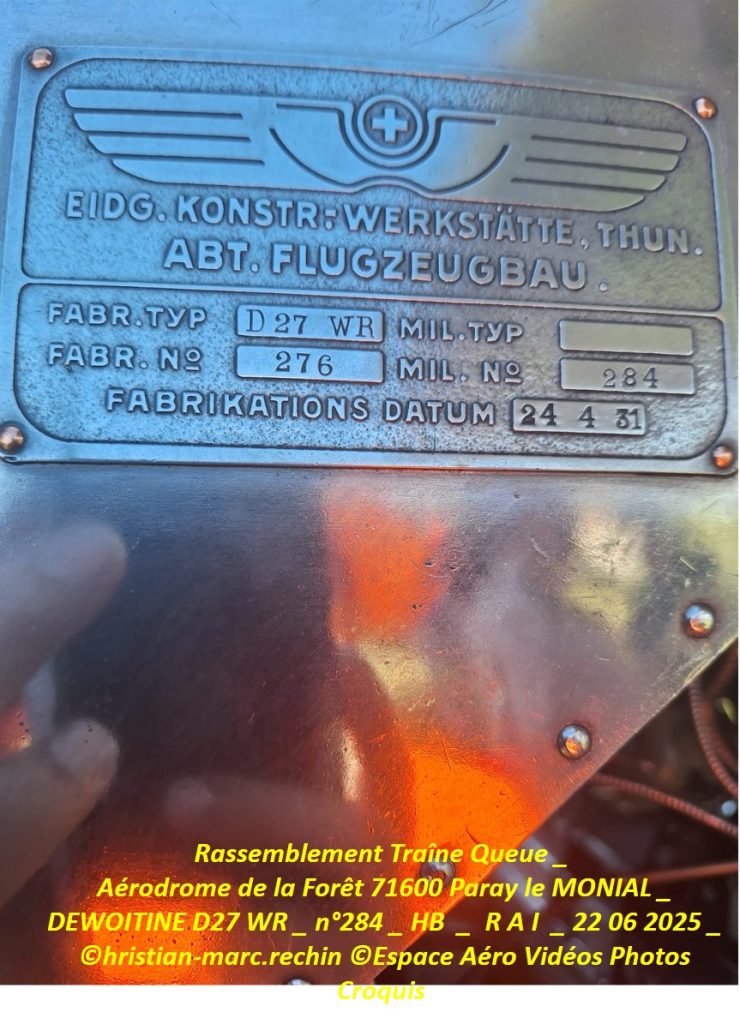 EIDG. KONSTR.-WERKSTÄTTE, THUN.
ABT. FLUGZEUGBAU.
FABR. TYP D 27 WR MIL. TYP
FABR. No 276 MIL. No 284
FABRIKATIONS DATUM 24 4 31
Rassemblement Traîne Queue _
Aérodrome de la Forêt 71600 Paray le MONIAL _
DEWOITINE D27 WR _ n°284 _ HB _ R A I _ 22 06 2025 _
©hristian-marc.rechin ©Espace Aéro Vidéos Photos
Croquis